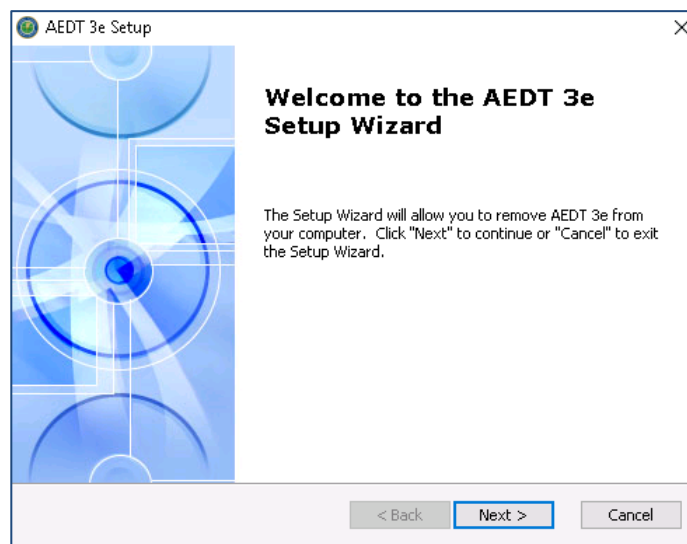 AEDT 3e Setup
Welcome to the AEDT 3e
Setup Wizard
The Setup Wizard will allow you to remove AEDT 3e from
your computer. Click "Next" to continue or "Cancel" to exit
the Setup Wizard.
< Back Next > Cancel